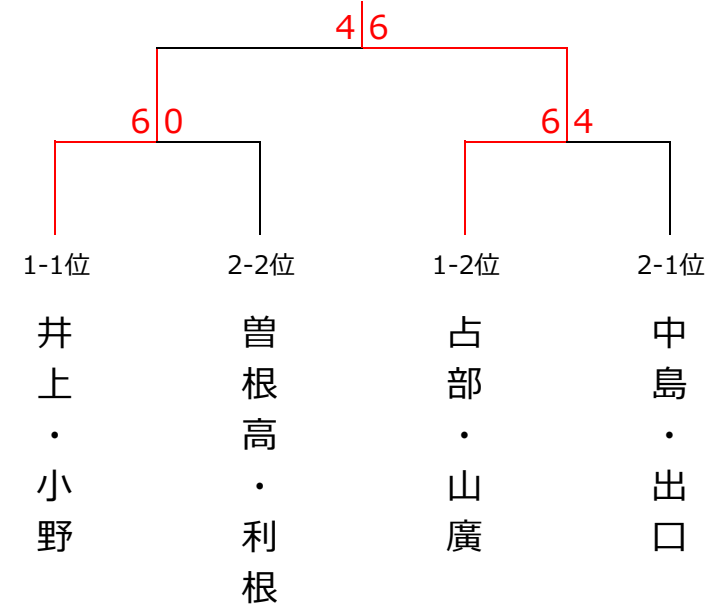 4 6
6 0
6 4
1-1位
2-2位
1-2位
2-1位
井上・小野
曽根高・利根
占部・山廣
中島・出口